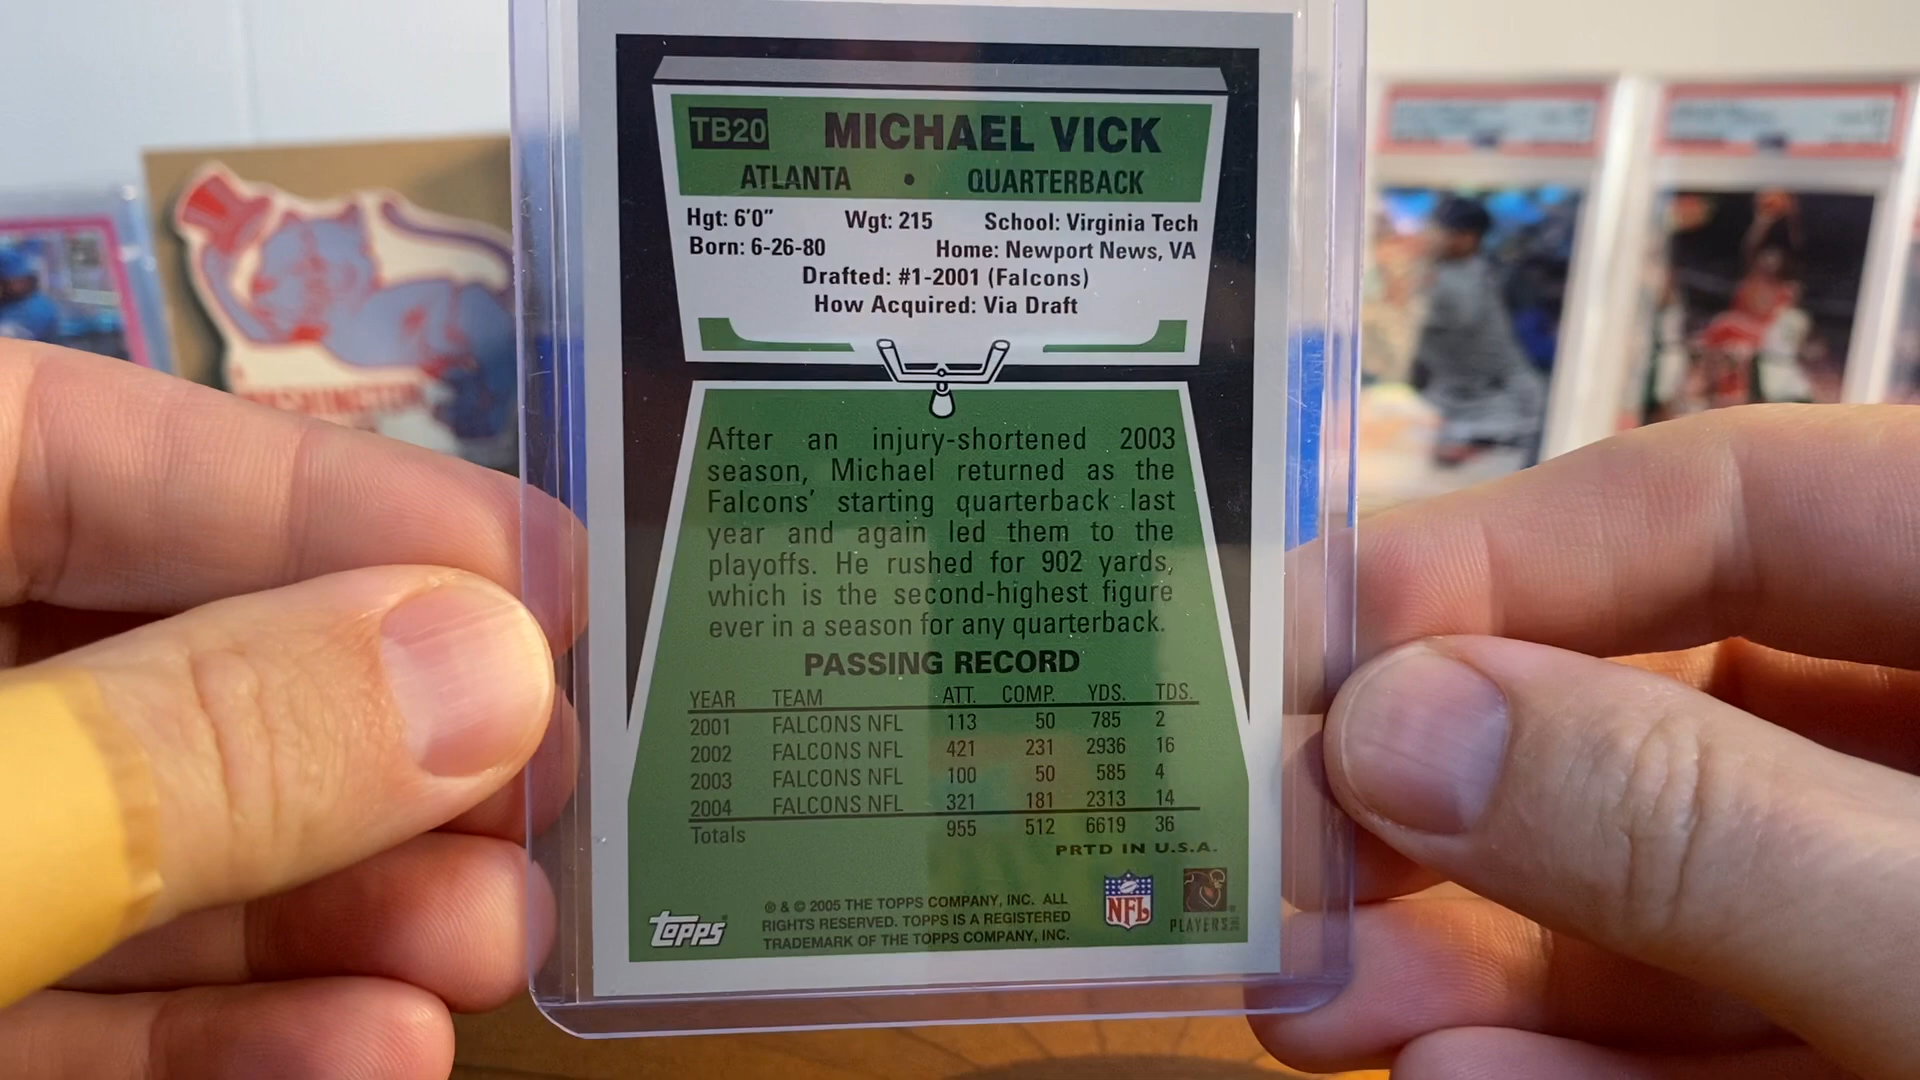 TB20 MICHAEL VICK
ATLANTA • QUARTERBACK
Hgt: 6'0" Wgt: 215 School: Virginia Tech
Born: 6-26-80 Home: Newport News, VA
Drafted: #1-2001 (Falcons)
How Acquired: Via Draft
After an injury-shortened 2003
season, Michael returned as the
Falcons' starting quarterback last
year and again led them to the
playoffs. He rushed for 902 yards,
which is the second-highest figure
ever in a season for any quarterback.
PASSING RECORD
YEAR TEAM ATT. COMP. YDS. TDS.
2001 FALCONS NFL 113 50 785 2
2002 FALCONS NFL 421 231 2936 16
2003 FALCONS NFL 100 50 585 4
2004 FALCONS NFL 321 181 2313 14
Totals 955 512 6619 36
PRTD IN U.S.A.
® & © 2005 THE TOPPS COMPANY, INC. ALL
RIGHTS RESERVED. TOPPS IS A REGISTERED
TRADEMARK OF THE TOPPS COMPANY, INC.
Topps
NFL
PLAYERS
WASHINGTON